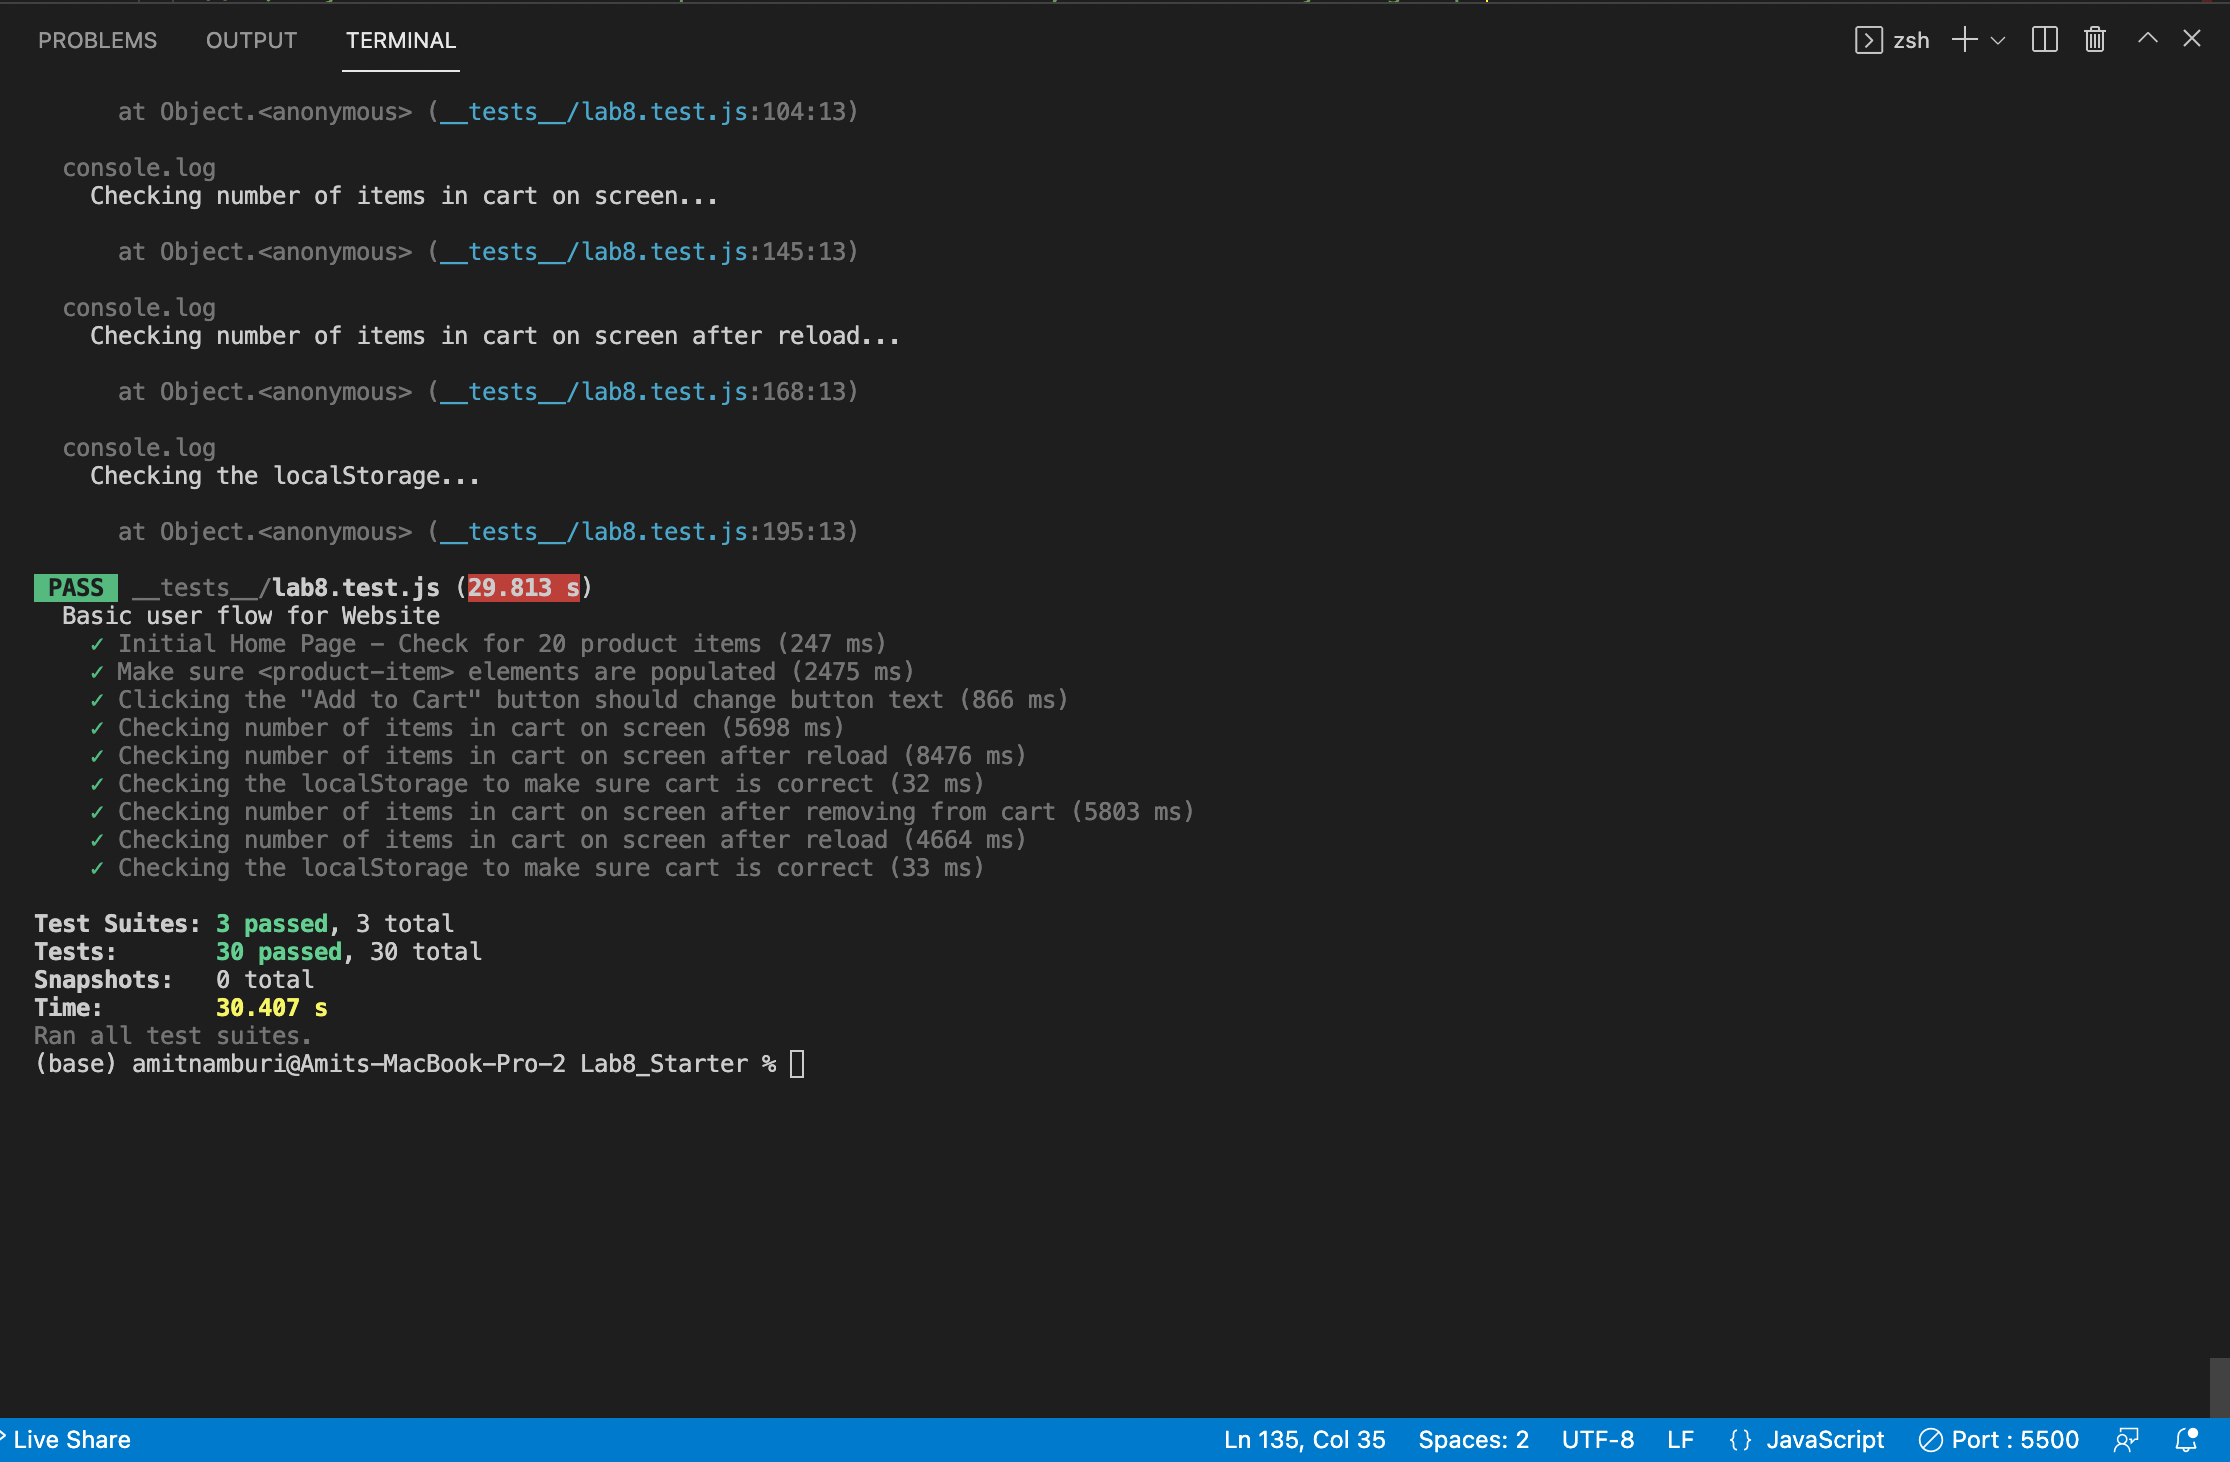 PROBLEMS OUTPUT TERMINAL zsh
at Object.<anonymous> (__tests__/lab8.test.js:104:13)
console.log
Checking number of items in cart on screen...
at Object.<anonymous> (__tests__/lab8.test.js:145:13)
console.log
Checking number of items in cart on screen after reload...
at Object.<anonymous> (__tests__/lab8.test.js:168:13)
console.log
Checking the localStorage...
at Object.<anonymous> (__tests__/lab8.test.js:195:13)
PASS __tests__/lab8.test.js (29.813 s)
Basic user flow for Website
✓ Initial Home Page – Check for 20 product items (247 ms)
✓ Make sure <product-item> elements are populated (2475 ms)
✓ Clicking the "Add to Cart" button should change button text (866 ms)
✓ Checking number of items in cart on screen (5698 ms)
✓ Checking number of items in cart on screen after reload (8476 ms)
✓ Checking the localStorage to make sure cart is correct (32 ms)
✓ Checking number of items in cart on screen after removing from cart (5803 ms)
✓ Checking number of items in cart on screen after reload (4664 ms)
✓ Checking the localStorage to make sure cart is correct (33 ms)
Test Suites: 3 passed, 3 total
Tests: 30 passed, 30 total
Snapshots: 0 total
Time: 30.407 s
Ran all test suites.
(base) amitnamburi@Amits-MacBook-Pro-2 Lab8_Starter %
Live Share Ln 135, Col 35 Spaces: 2 UTF-8 LF {} JavaScript Port : 5500